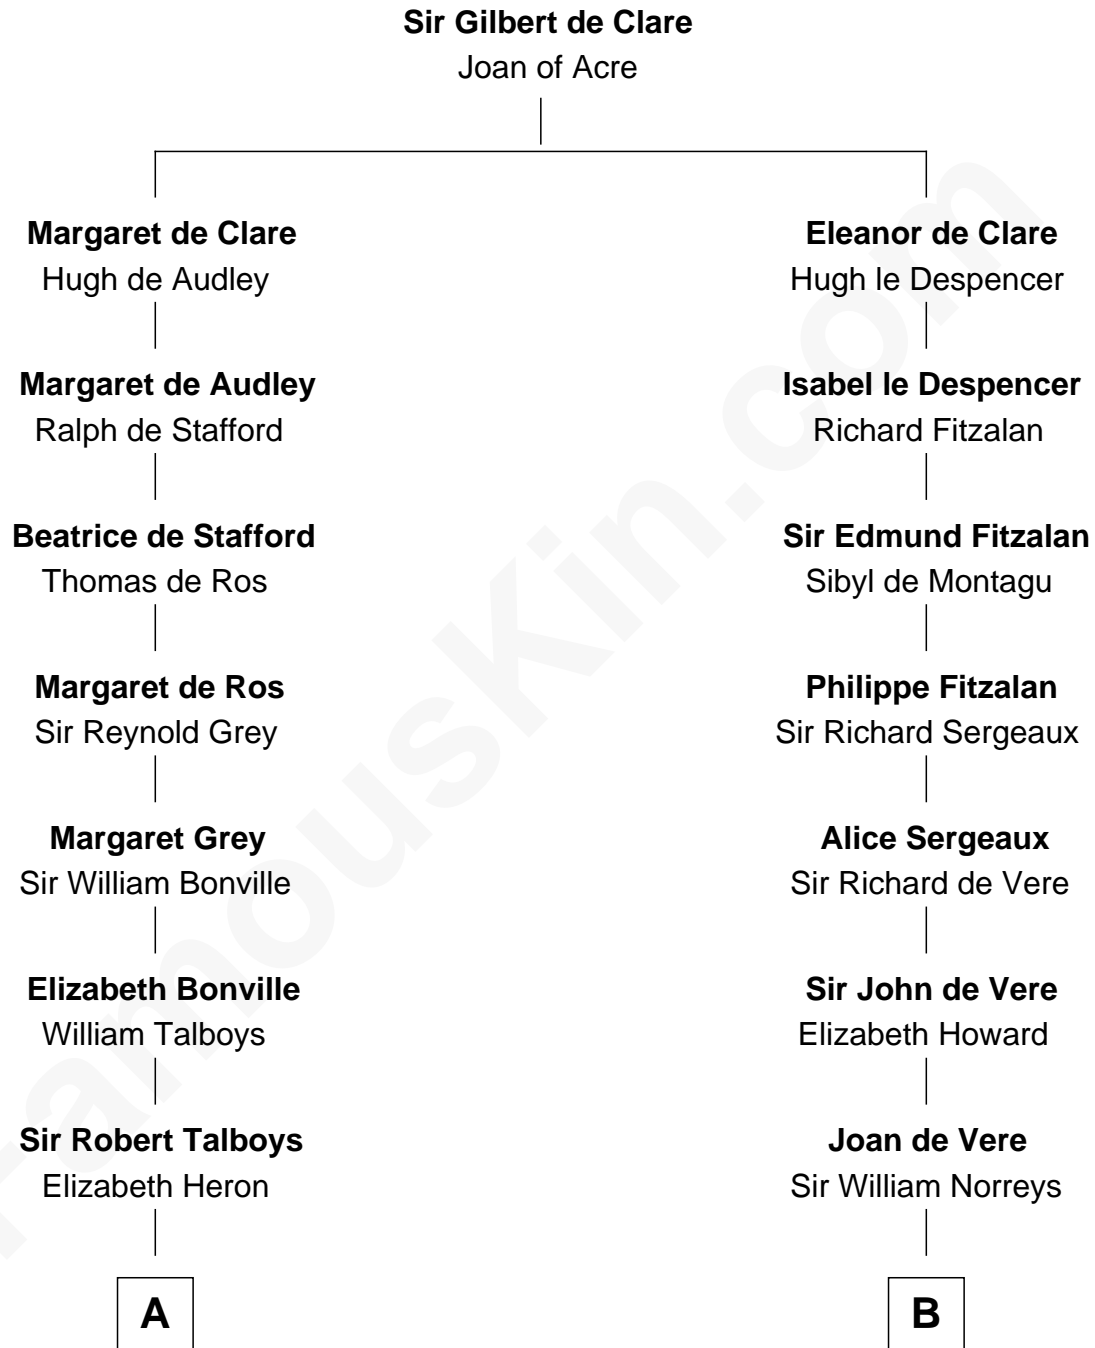 Sir Gilbert de Clare
Joan of Acre
Margaret de Clare
Hugh de Audley
Eleanor de Clare
Hugh le Despencer
Margaret de Audley
Ralph de Stafford
Isabel le Despencer
Richard Fitzalan
Beatrice de Stafford
Thomas de Ros
Sir Edmund Fitzalan
Sibyl de Montagu
Margaret de Ros
Sir Reynold Grey
Philippe Fitzalan
Sir Richard Sergeaux
Margaret Grey
Sir William Bonville
Alice Sergeaux
Sir Richard de Vere
Elizabeth Bonville
William Talboys
Sir John de Vere
Elizabeth Howard
Sir Robert Talboys
Elizabeth Heron
Joan de Vere
Sir William Norreys
A
B
FamousKin.com